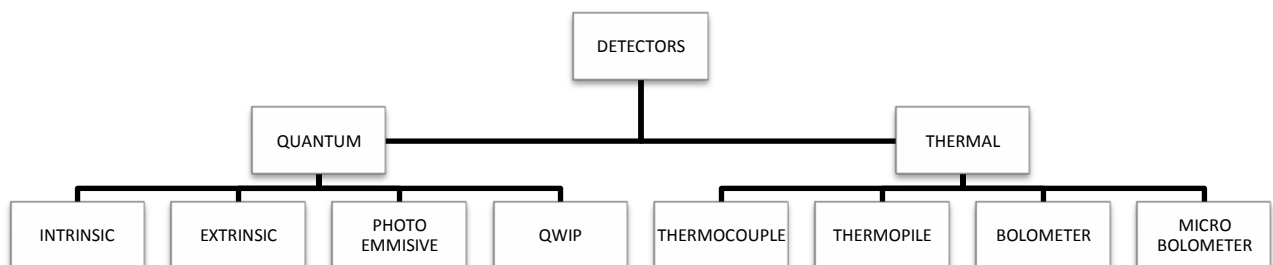 DETECTORS
QUANTUM
THERMAL
INTRINSIC
EXTRINSIC
PHOTO
EMMISIVE
QWIP
THERMOCOUPLE
THERMOPILE
BOLOMETER
MICRO
BOLOMETER